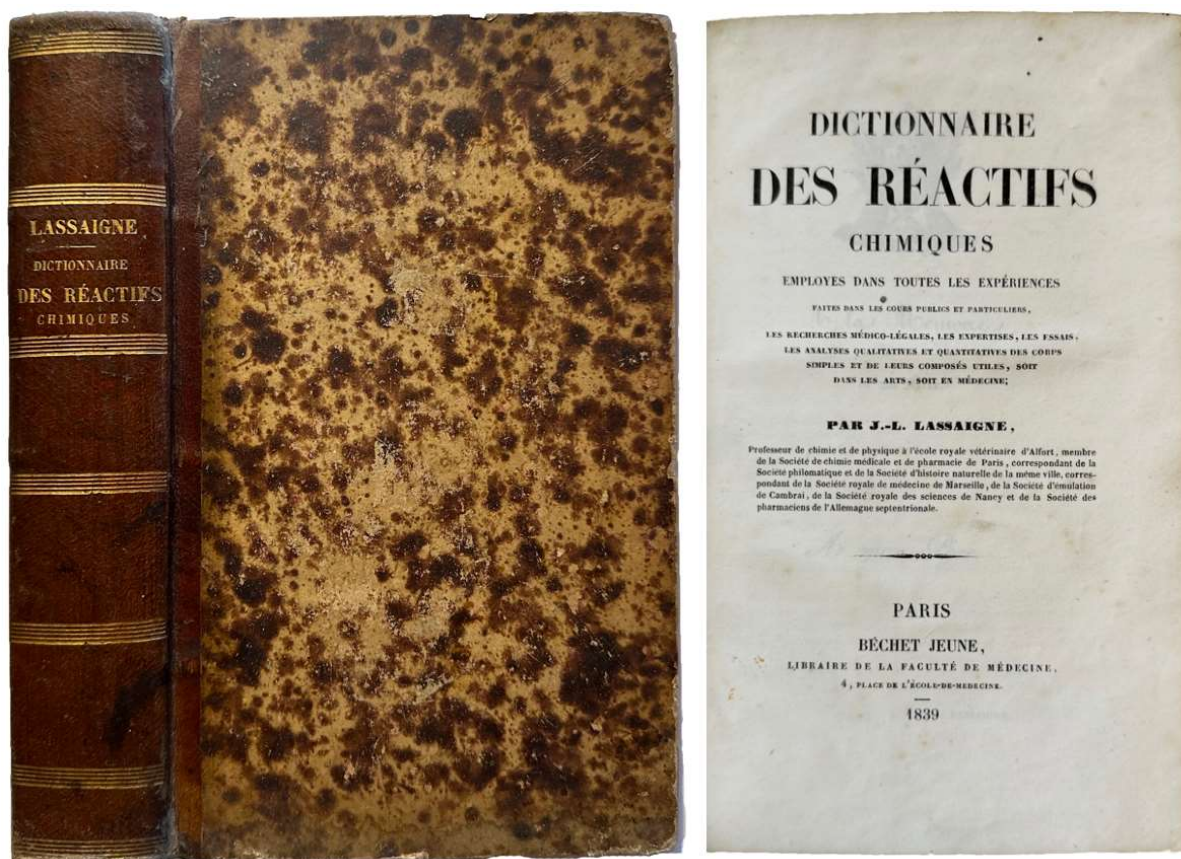 LASSAIGNE
DICTIONNAIRE
DES RÉACTIFS
CHIMIQUES
DICTIONNAIRE
DES RÉACTIFS
CHIMIQUES
EMPLOYES DANS TOUTES LES EXPÉRIENCES
FAITES DANS LES COURS PUBLICS ET PARTICULIERS,
LES RECHERCHES MÉDICO-LÉGALES, LES EXPERTISES, LES ESSAIS,
LES ANALYSES QUALITATIVES ET QUANTITATIVES DES CORPS
SIMPLES ET DE LEURS COMPOSÉS UTILES, SOIT
DANS LES ARTS, SOIT EN MÉDECINE;
PAR J.-L. LASSAIGNE,
Professeur de chimie et de physique à l'école royale vétérinaire d'Alfort, membre
de la Société de chimie médicale et de pharmacie de Paris, correspondant de la
Société philomatique et de la Société d'histoire naturelle de la même ville, corres-
pondant de la Société royale de médecine de Marseille, de la Société d'émulation
de Cambrai, de la Société royale des sciences de Nancy et de la Société des
pharmaciens de l'Allemagne septentrionale.
PARIS
BÉCHET JEUNE,
LIBRAIRE DE LA FACULTÉ DE MÉDECINE,
4, PLACE DE L'ÉCOLE-DE-MEDECINE.
1839